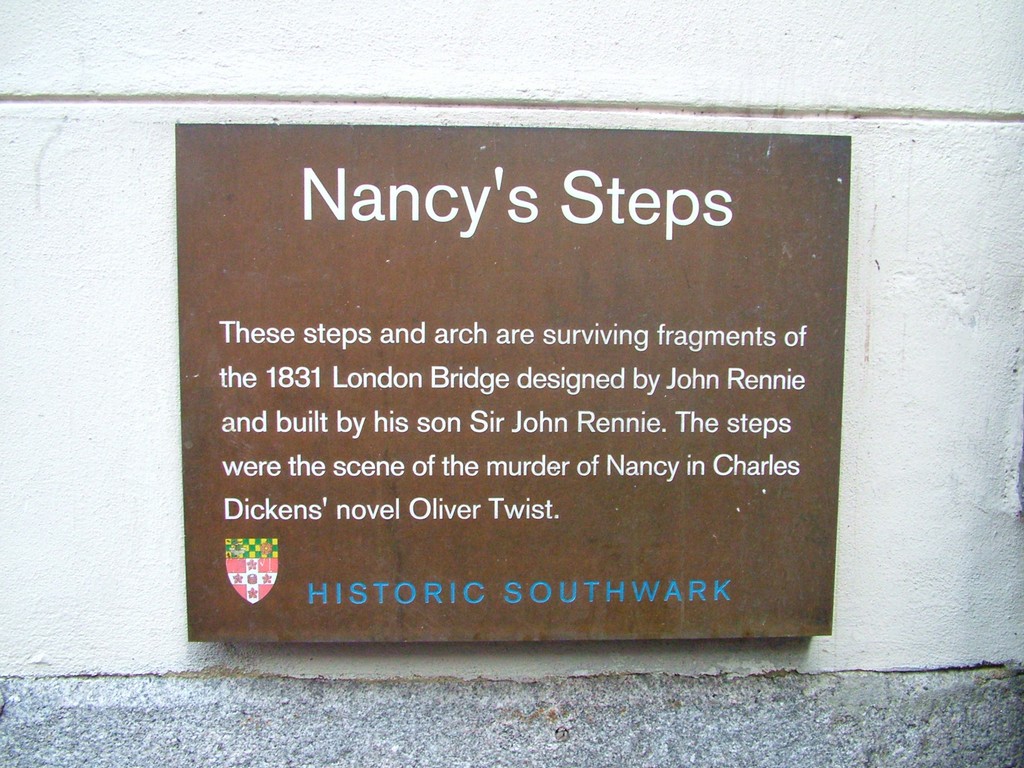 Nancy's Steps
These steps and arch are surviving fragments of
the 1831 London Bridge designed by John Rennie
and built by his son Sir John Rennie. The steps
were the scene of the murder of Nancy in Charles
Dickens' novel Oliver Twist.
HISTORIC SOUTHWARK